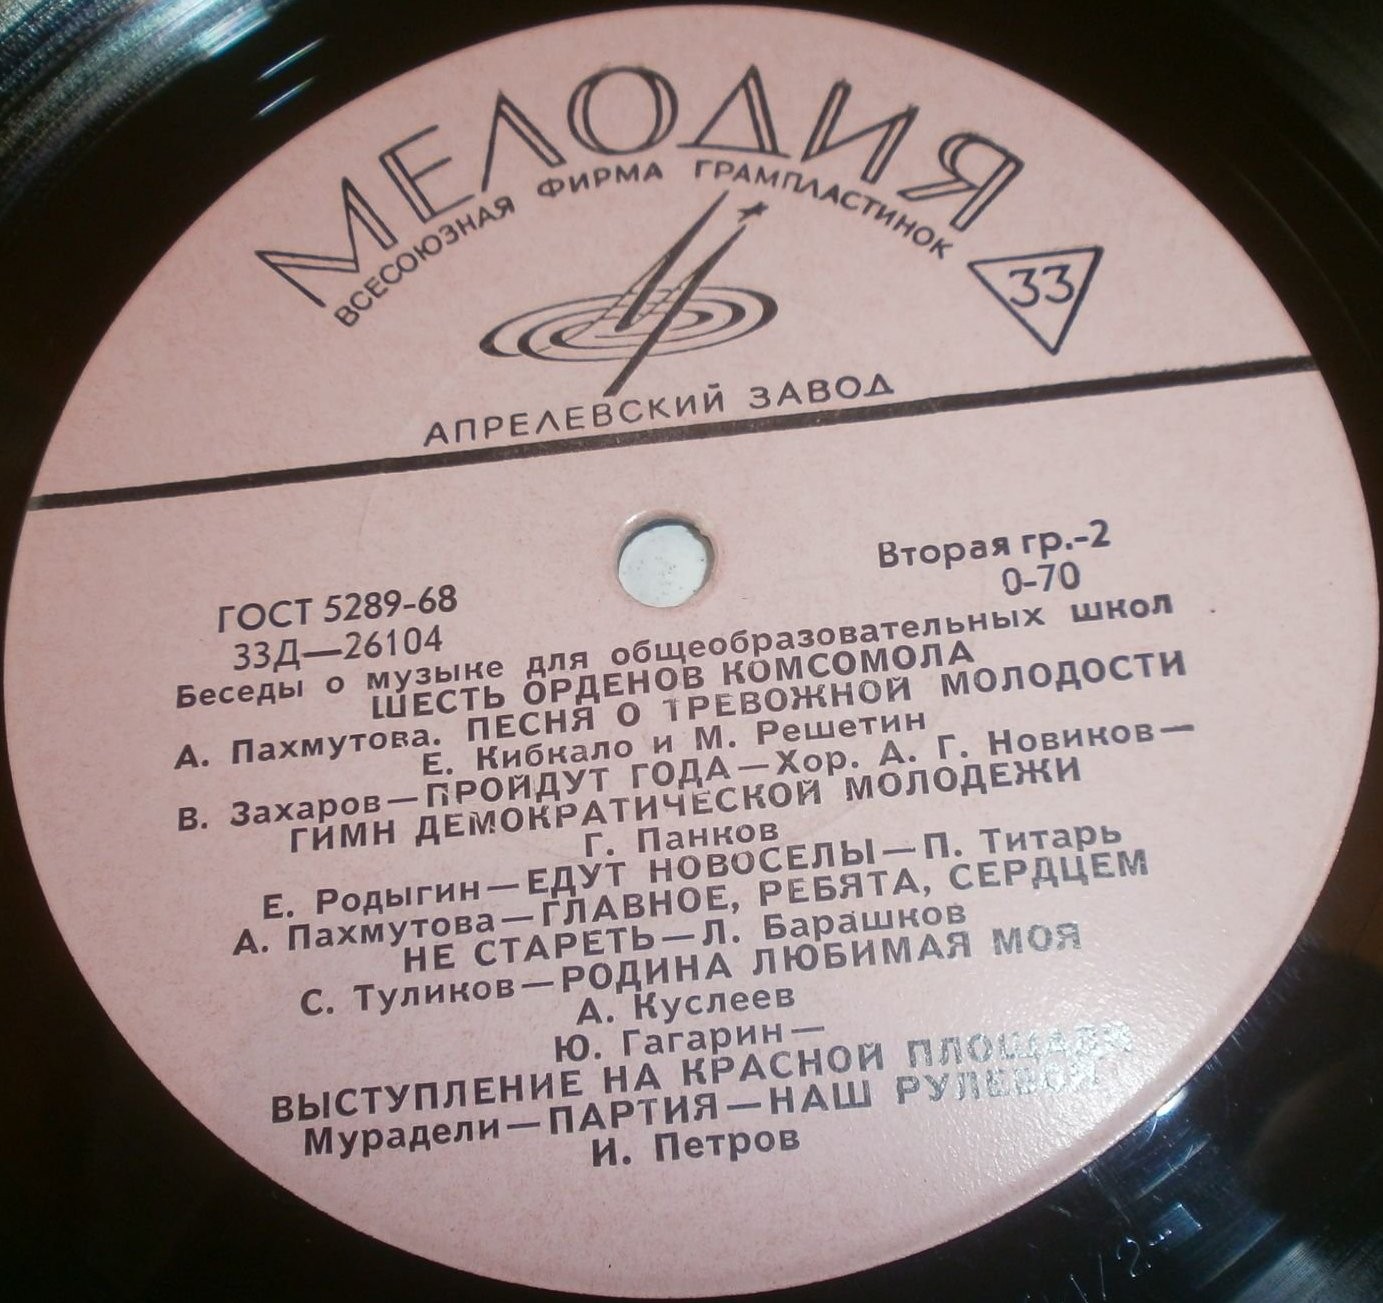 МЕЛОДИЯ
ВСЕСОЮЗНАЯ ФИРМА ГРАМПЛАСТИНОК
33
АПРЕЛЕВСКИЙ ЗАВОД
ГОСТ 5289-68
33Д—26104
Вторая гр.-2
0-70
Беседы о музыке для общеобразовательных школ
ШЕСТЬ ОРДЕНОВ КОМСОМОЛА
А. Пахмутова. ПЕСНЯ О ТРЕВОЖНОЙ МОЛОДОСТИ
Е. Кибкало и М. Решетин
В. Захаров—ПРОЙДУТ ГОДА—Хор. А. Г. Новиков—
ГИМН ДЕМОКРАТИЧЕСКОЙ МОЛОДЕЖИ
Г. Панков
Е. Родыгин—ЕДУТ НОВОСЕЛЫ—П. Титарь
А. Пахмутова—ГЛАВНОЕ, РЕБЯТА, СЕРДЦЕМ
НЕ СТАРЕТЬ—Л. Барашков
С. Туликов—РОДИНА ЛЮБИМАЯ МОЯ
А. Куслеев
Ю. Гагарин—
ВЫСТУПЛЕНИЕ НА КРАСНОЙ ПЛОЩАДИ
Мурадели—ПАРТИЯ—НАШ РУЛЕВОЙ
И. Петров